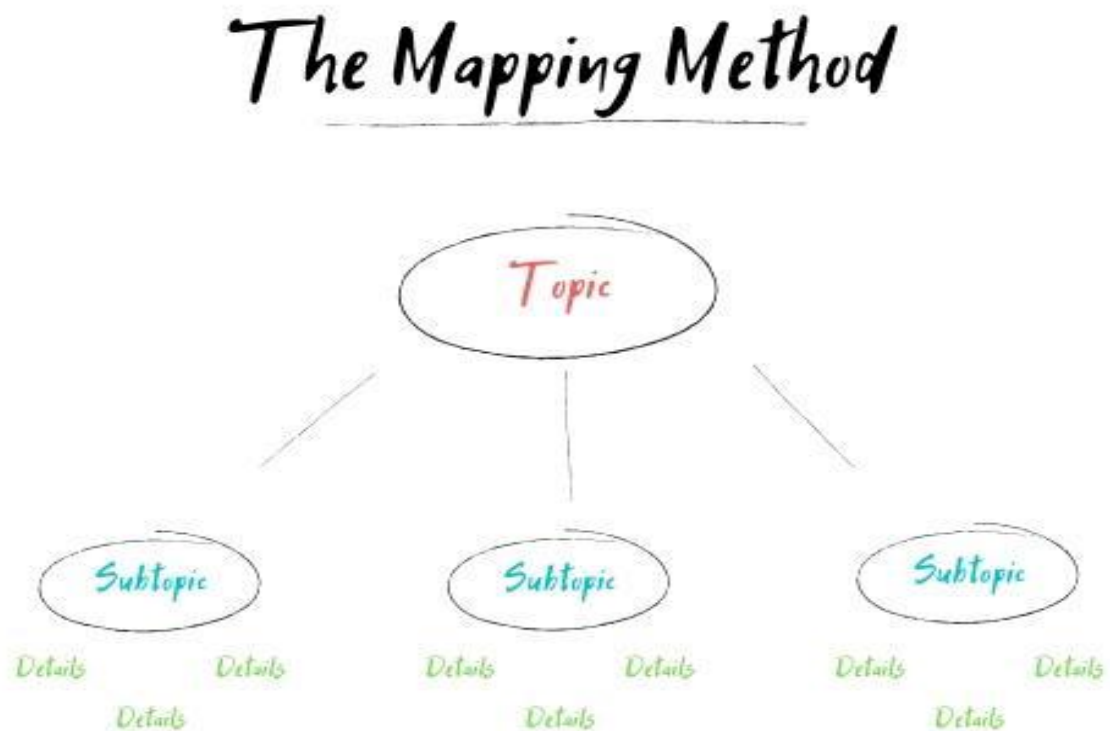 The Mapping Method
Topic
Subtopic Subtopic Subtopic
Details Details Details Details Details Details
Details Details Details